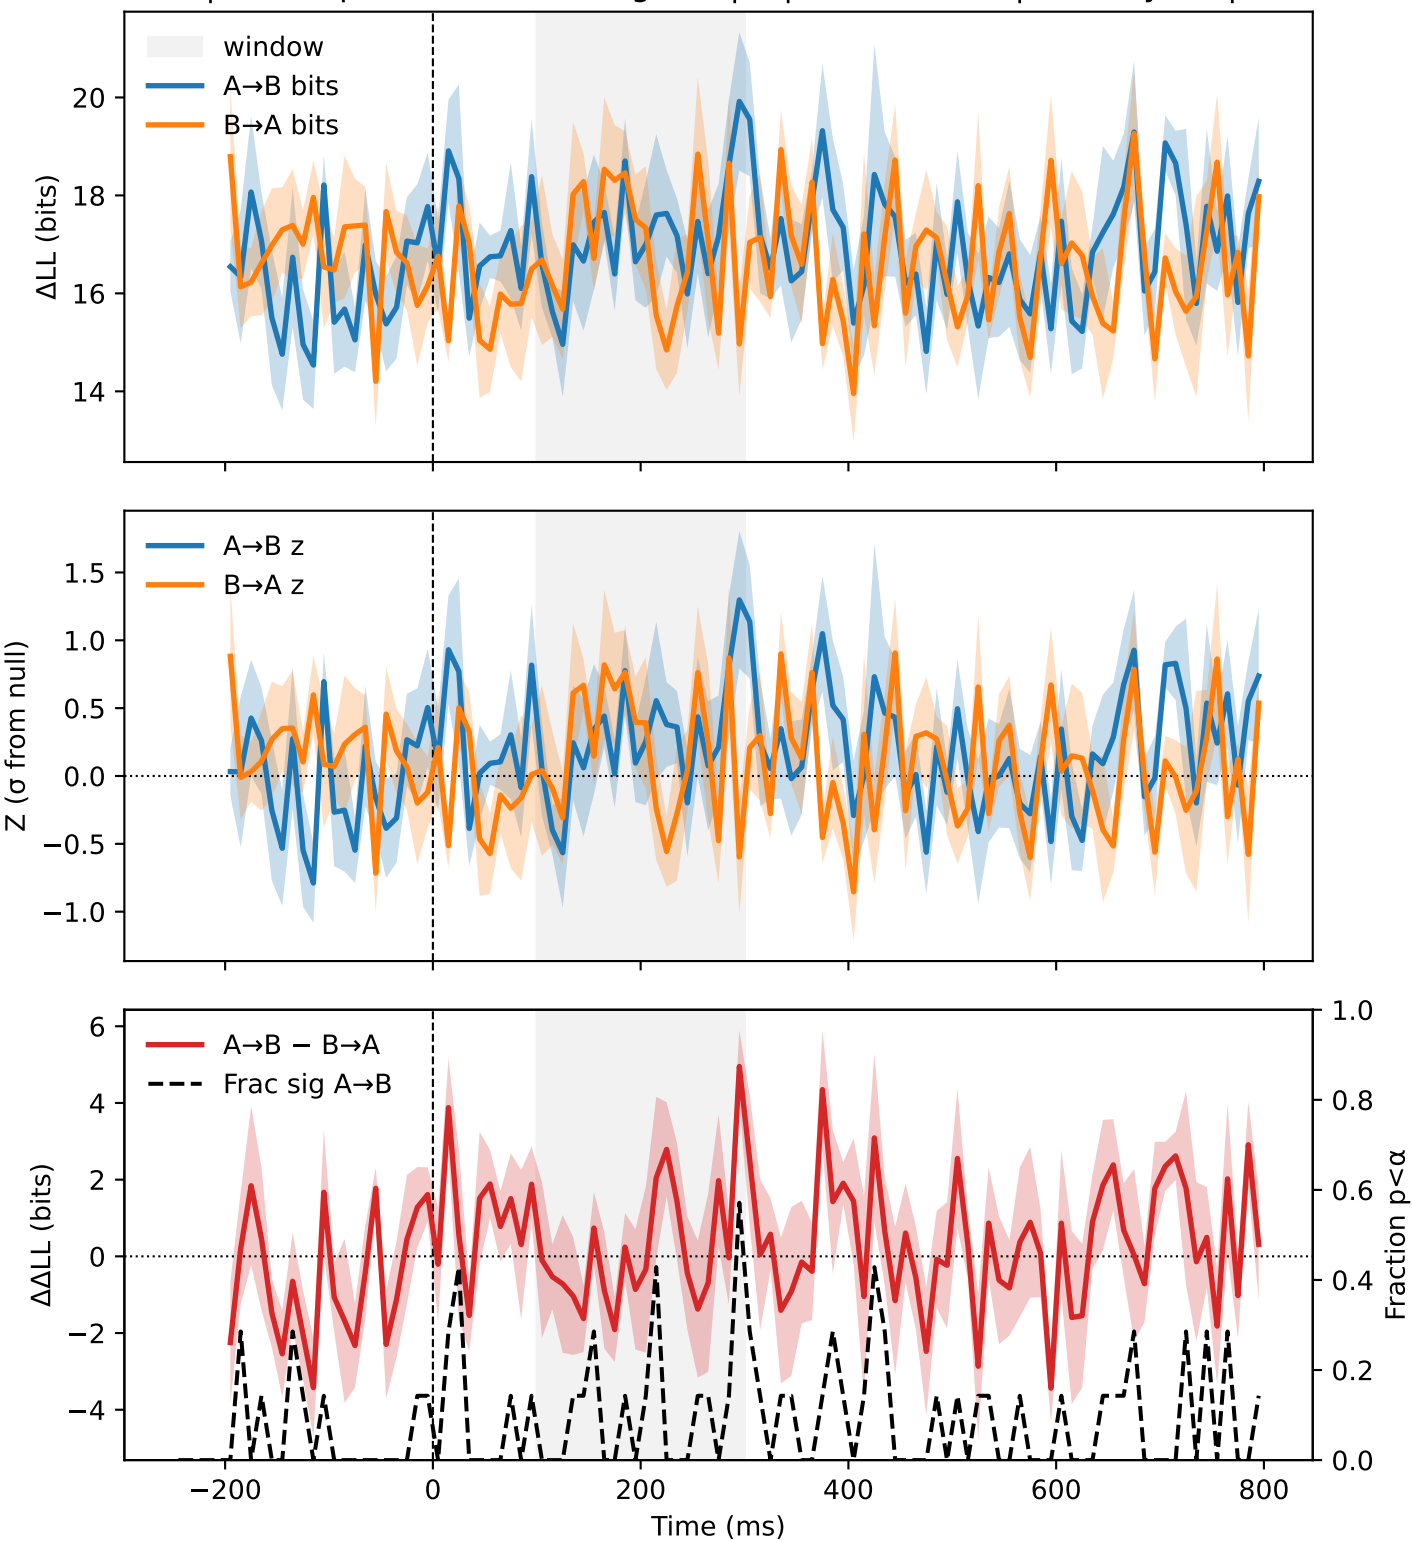 window
A→B bits
B→A bits
ΔLL (bits)
20
18
16
14
A→B z
B→A z
Z (σ from null)
1.5
1.0
0.5
0.0
−0.5
−1.0
A→B − B→A
Frac sig A→B
ΔΔLL (bits)
6
4
2
0
−2
−4
1.0
0.8
0.6
0.4
0.2
0.0
Fraction p<α
−200
0
200
400
600
800
Time (ms)